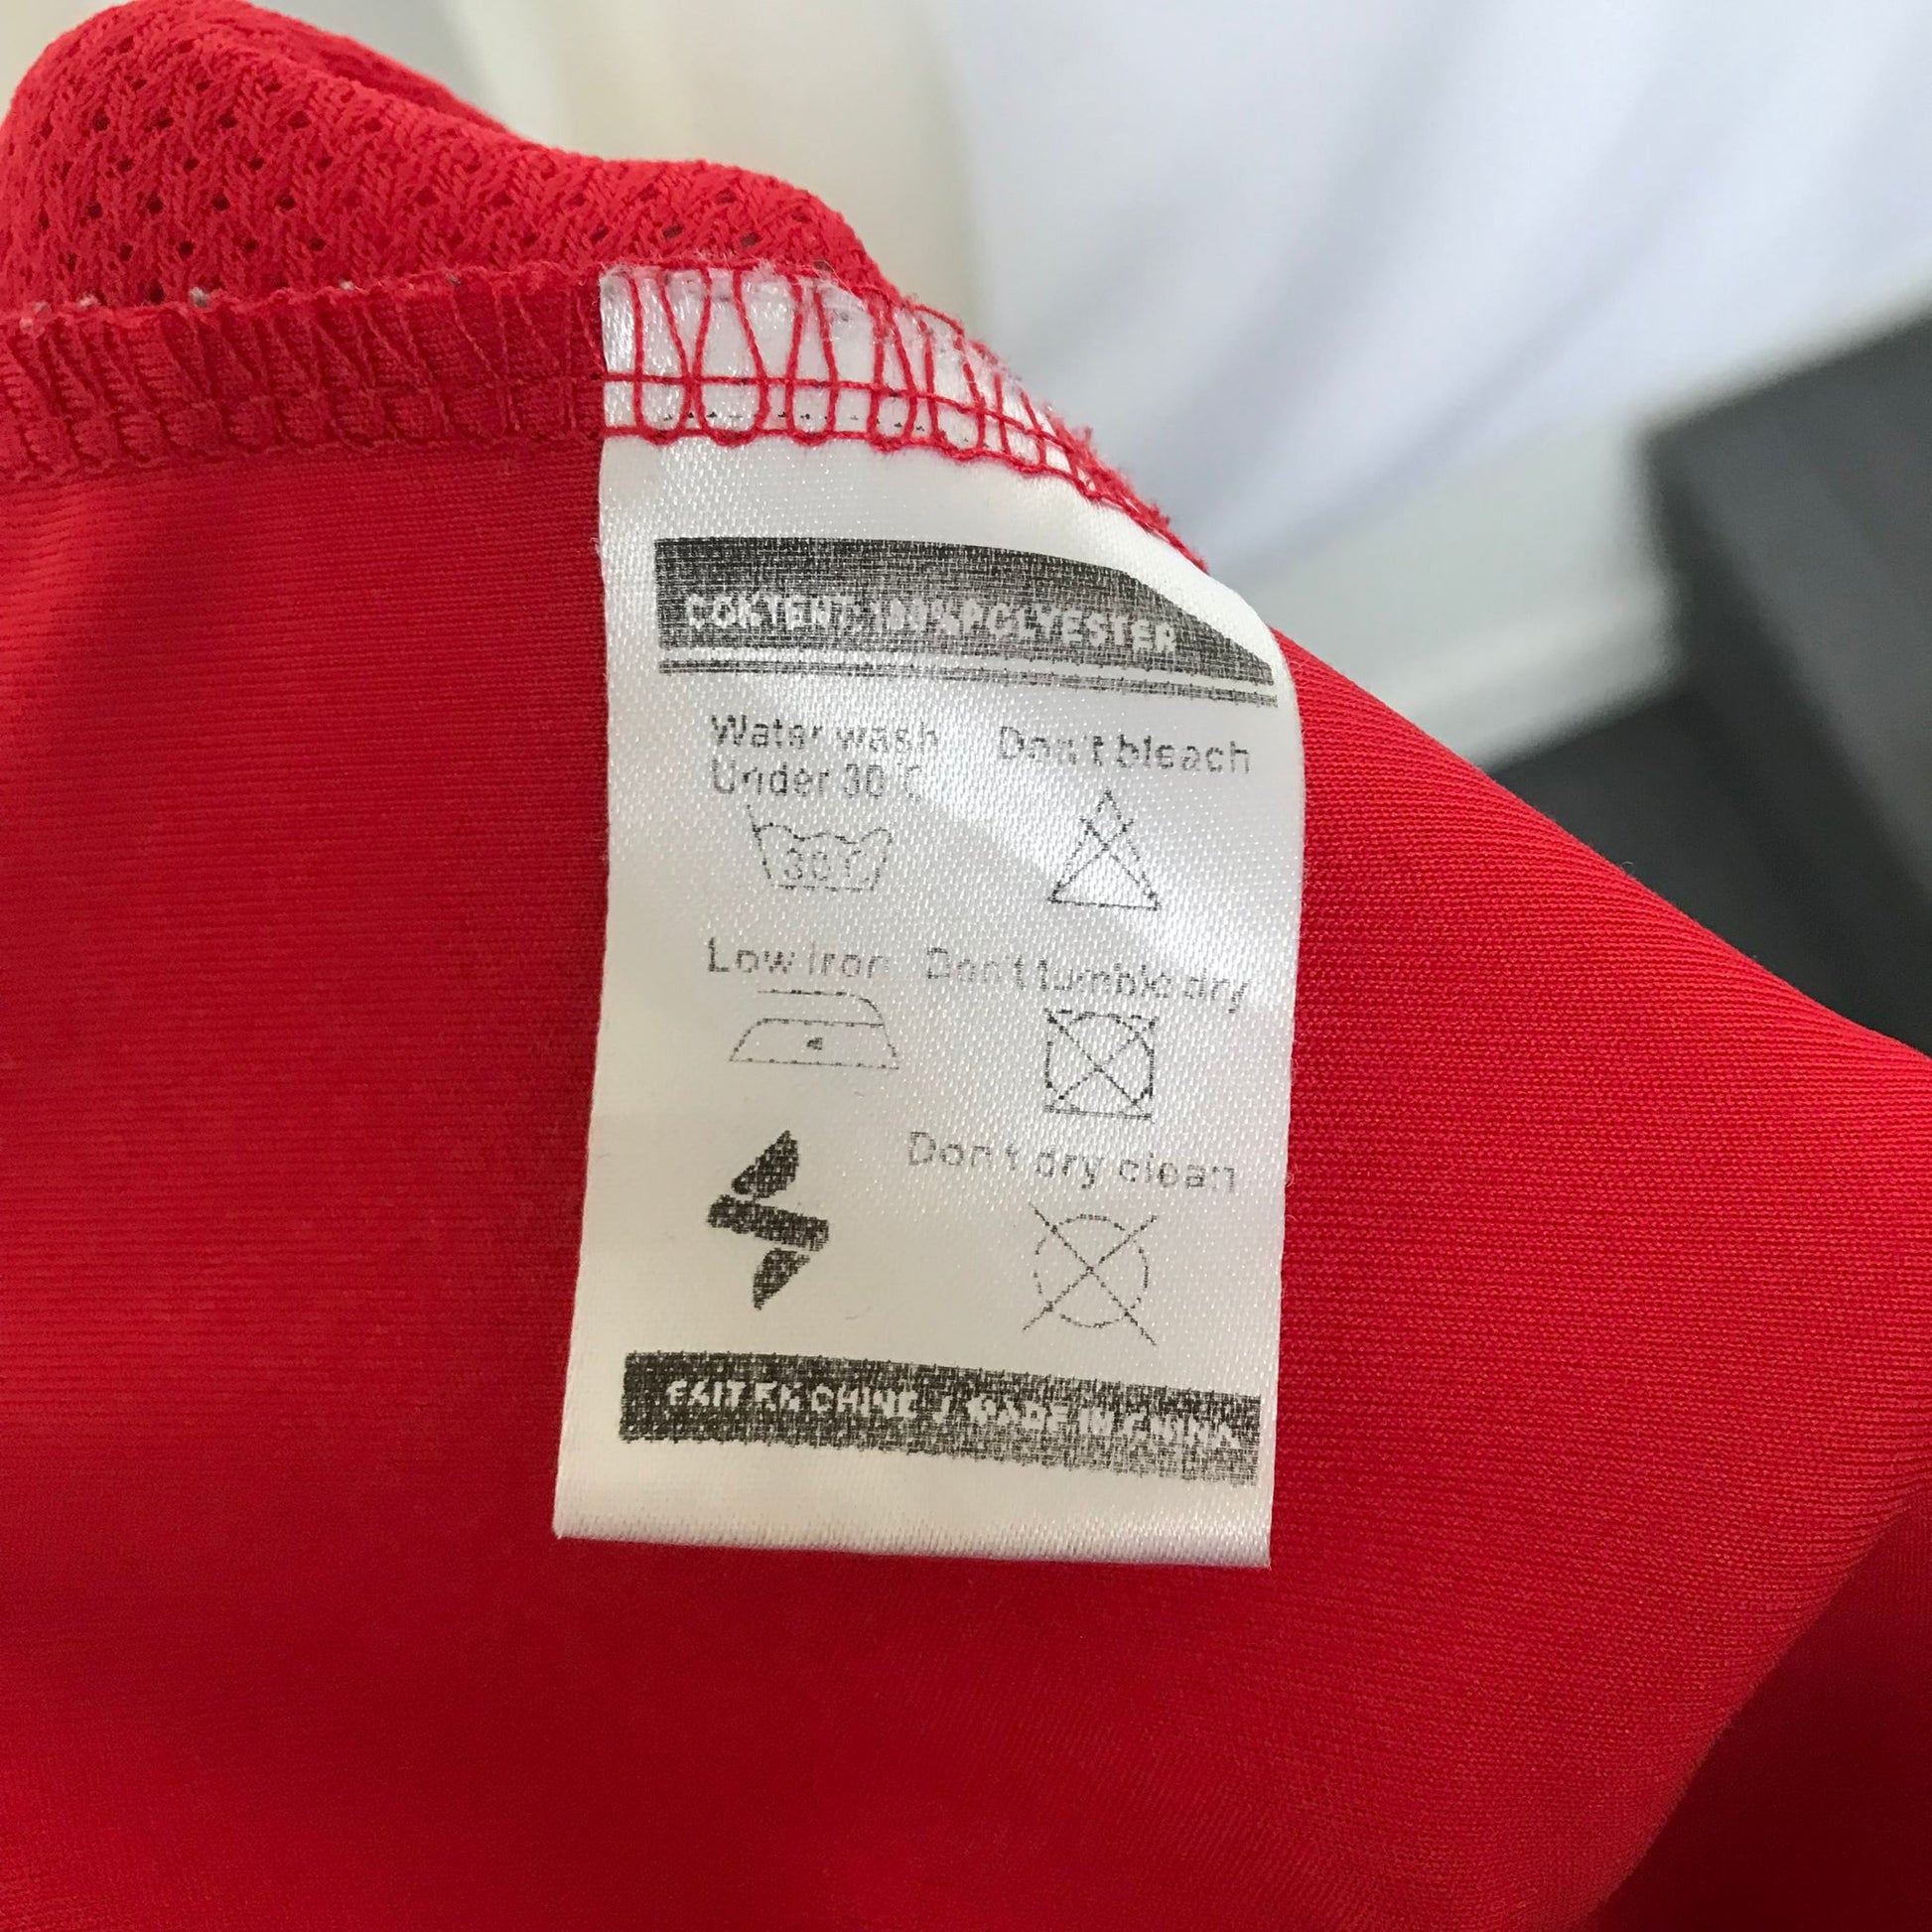 CONTENT: 100% POLYESTER
Water wash
Under 30°C
Don't bleach
30°C
Low iron
Don't tumble dry
Don't dry clean
FAIT EN CHINE / MADE IN CHINA